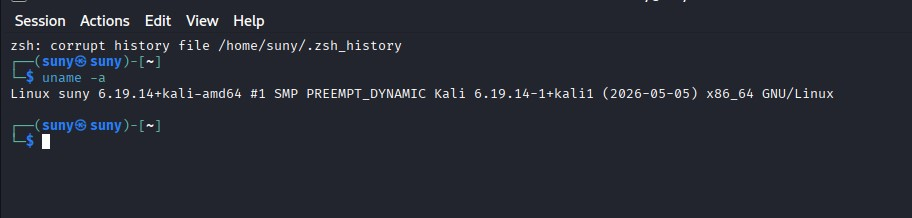 Session Actions Edit View Help
zsh: corrupt history file /home/suny/.zsh_history
┌──(suny㉿suny)-[~]
└─$ uname -a
Linux suny 6.19.14+kali-amd64 #1 SMP PREEMPT_DYNAMIC Kali 6.19.14-1+kali1 (2026-05-05) x86_64 GNU/Linux
┌──(suny㉿suny)-[~]
└─$